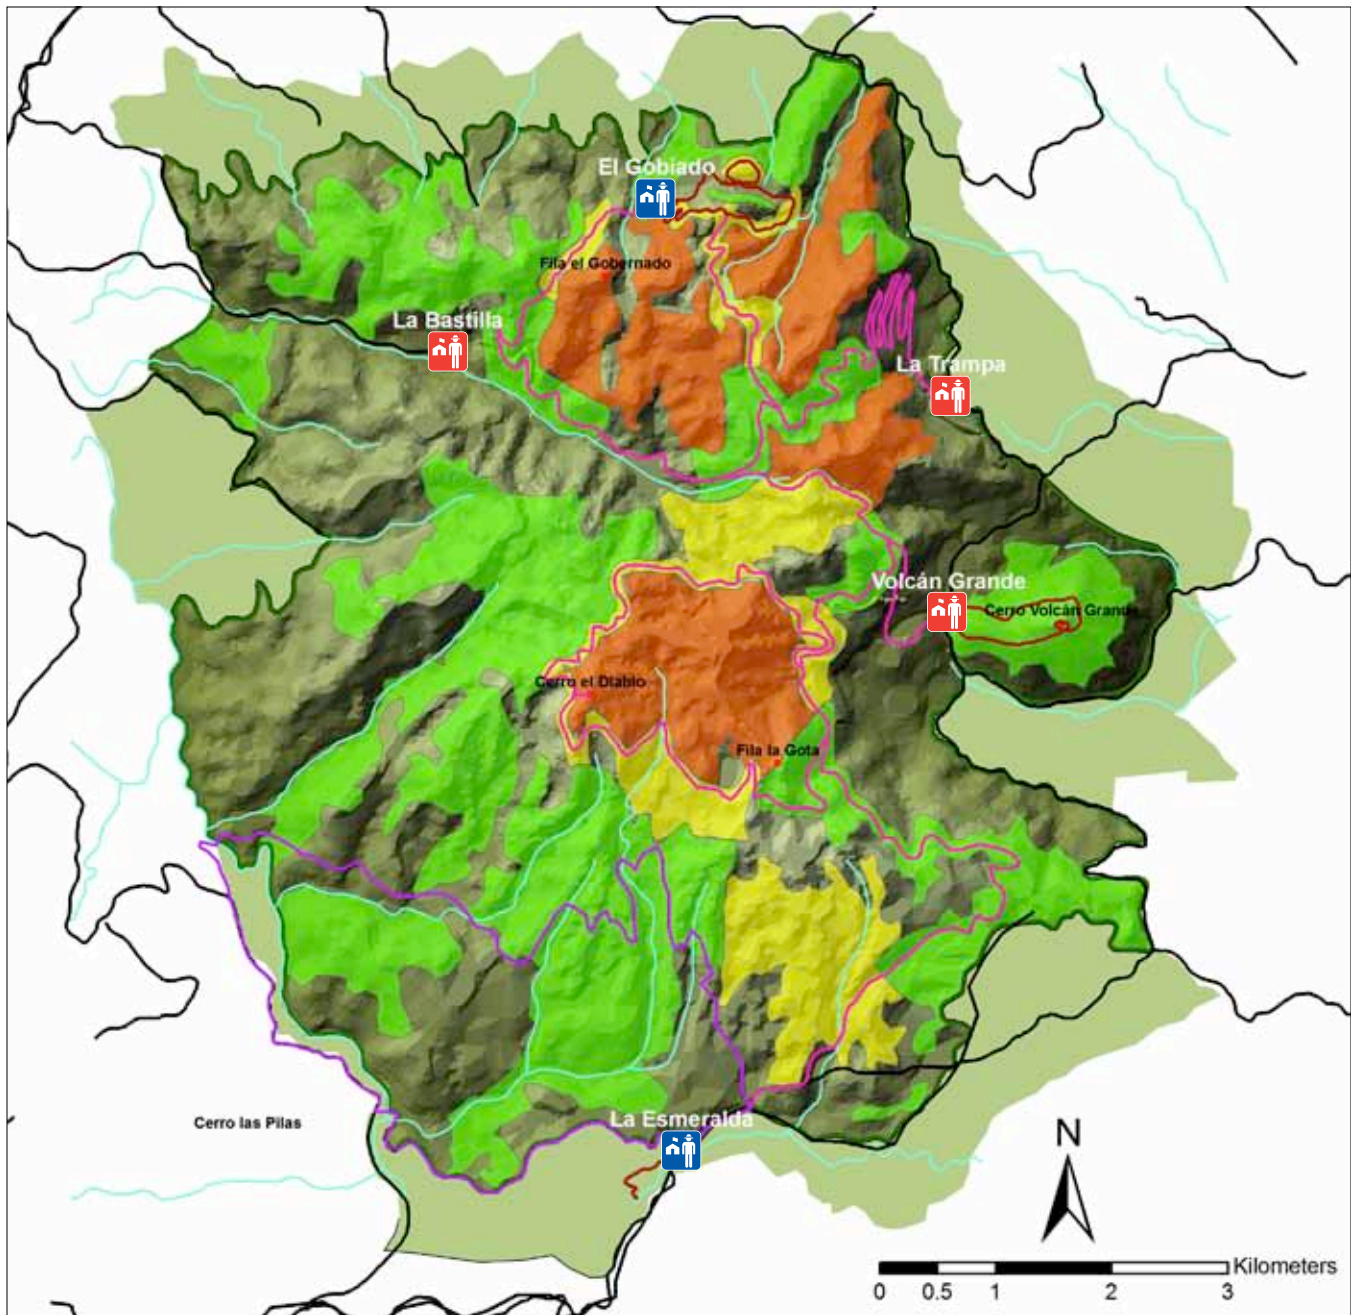 El Gobiado
Fila el Gobernado
La Bastilla
La Trampa
Volcán Grande
Cerro Volcán Grande
Cerro el Diablo
Fila la Gota
Cerro las Pilas
La Esmeralda
N
Kilometers
0 0.5 1 2 3